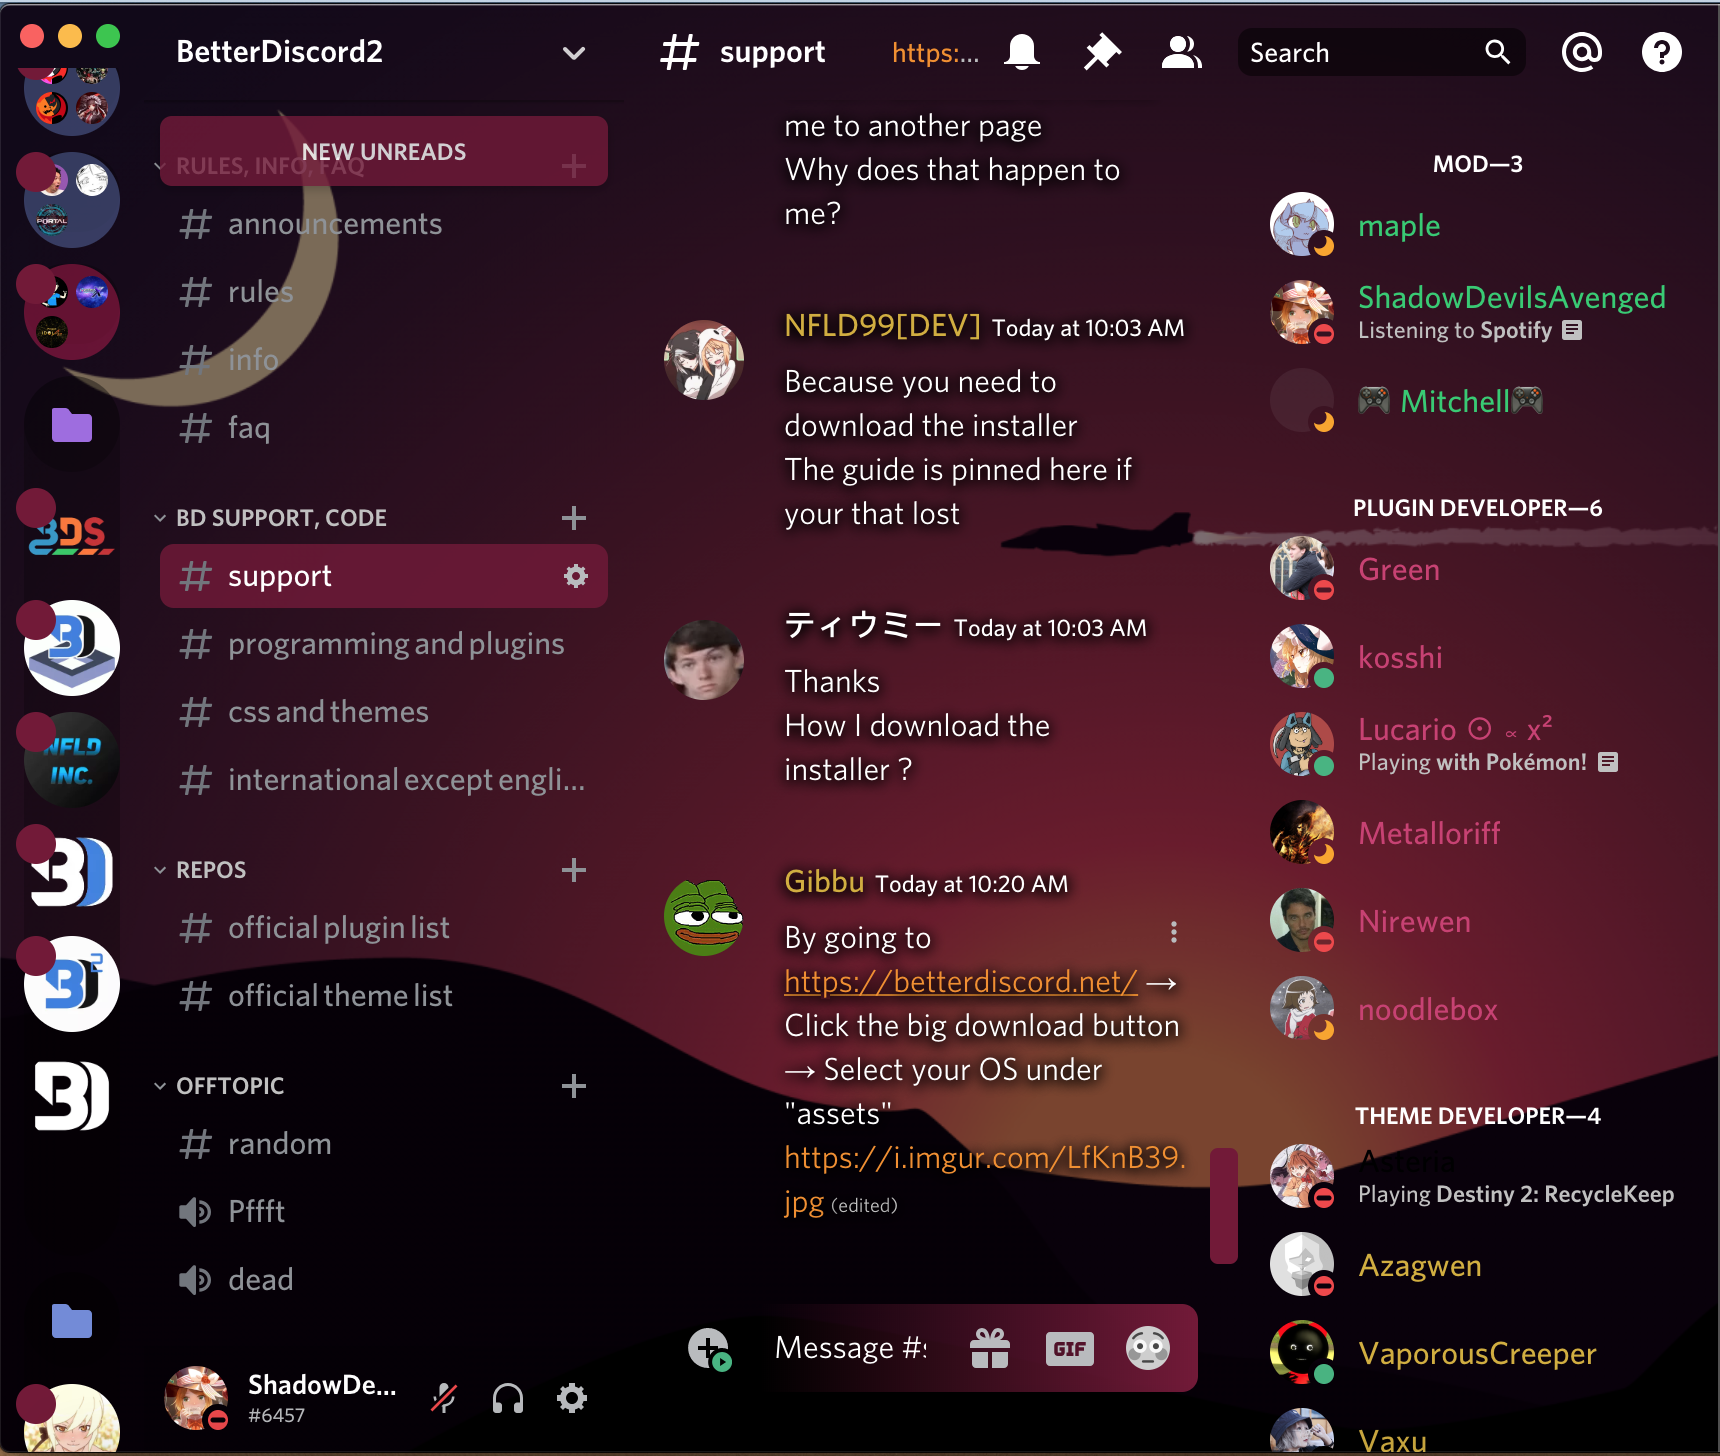 BetterDiscord2
NEW UNREADS
RULES, INFO, FAQ
announcements
rules
info
faq
BD SUPPORT, CODE
support
programming and plugins
css and themes
international except engli...
REPOS
official plugin list
official theme list
OFFTOPIC
random
Pffft
dead
ShadowDe...
#6457
PORTAL
BDS
NFLD
INC.
2
# support
https:...
Search
me to another page
Why does that happen to
me?
NFLD99[DEV] Today at 10:03 AM
Because you need to
download the installer
The guide is pinned here if
your that lost
ティウミー Today at 10:03 AM
Thanks
How I download the
installer ?
Gibbu Today at 10:20 AM
By going to
https://betterdiscord.net/ →
Click the big download button
→ Select your OS under
"assets"
https://i.imgur.com/LfKnB39.
jpg (edited)
Message #s
GIF
MOD—3
maple
ShadowDevilsAvenged
Listening to Spotify
🎮 Mitchell🎮
PLUGIN DEVELOPER—6
Green
kosshi
Lucario ⊙ ∝ x²
Playing with Pokémon!
Metalloriff
Nirewen
noodlebox
THEME DEVELOPER—4
Asteria
Playing Destiny 2: RecycleKeep
Azagwen
VaporousCreeper
Vaxu